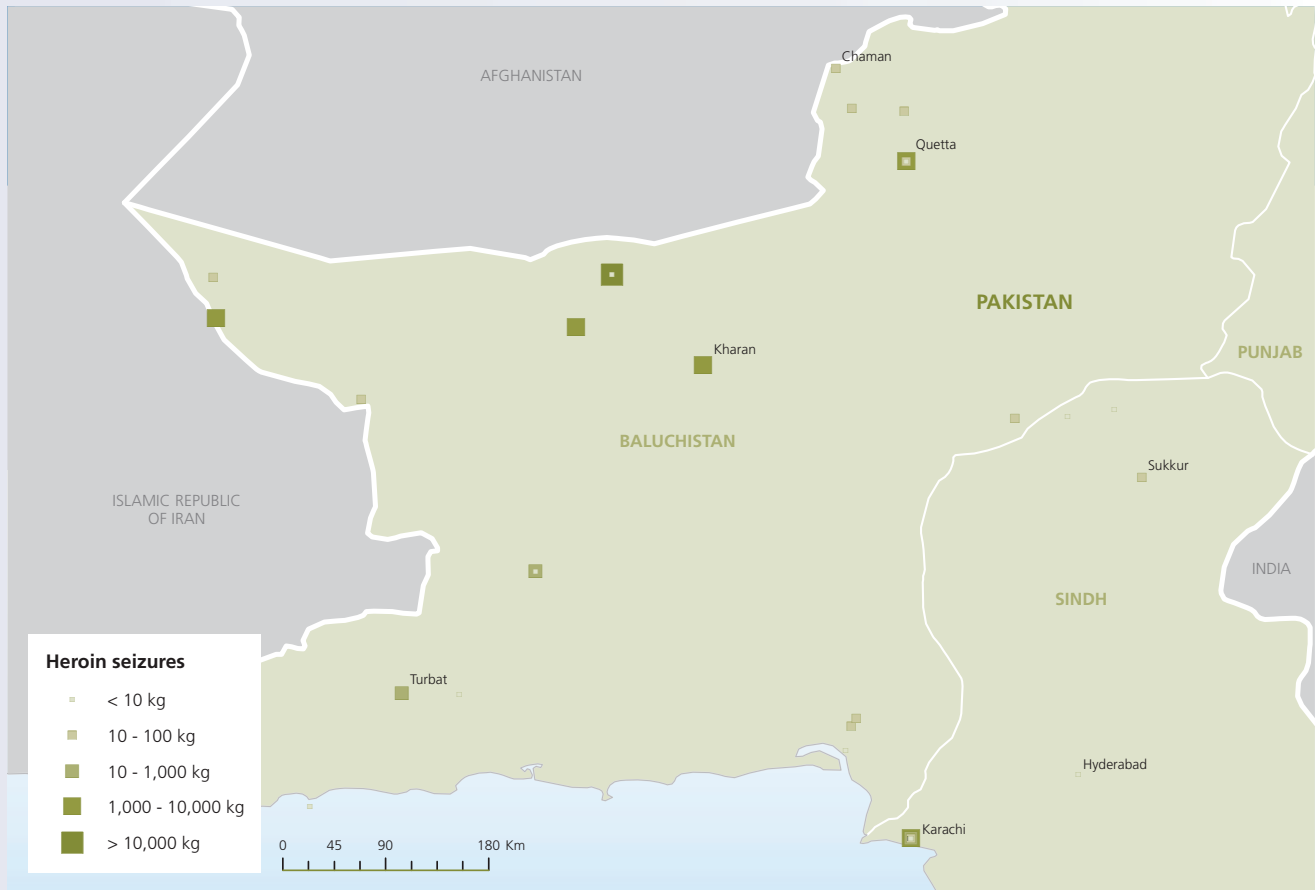 Chaman
AFGHANISTAN
Quetta
PAKISTAN
Kharan
PUNJAB
BALUCHISTAN
Sukkur
ISLAMIC REPUBLIC
OF IRAN
INDIA
SINDH
Heroin seizures
Turbat
< 10 kg
10 - 100 kg
10 - 1,000 kg
Hyderabad
1,000 - 10,000 kg
> 10,000 kg
Karachi
0 45 90 180 Km